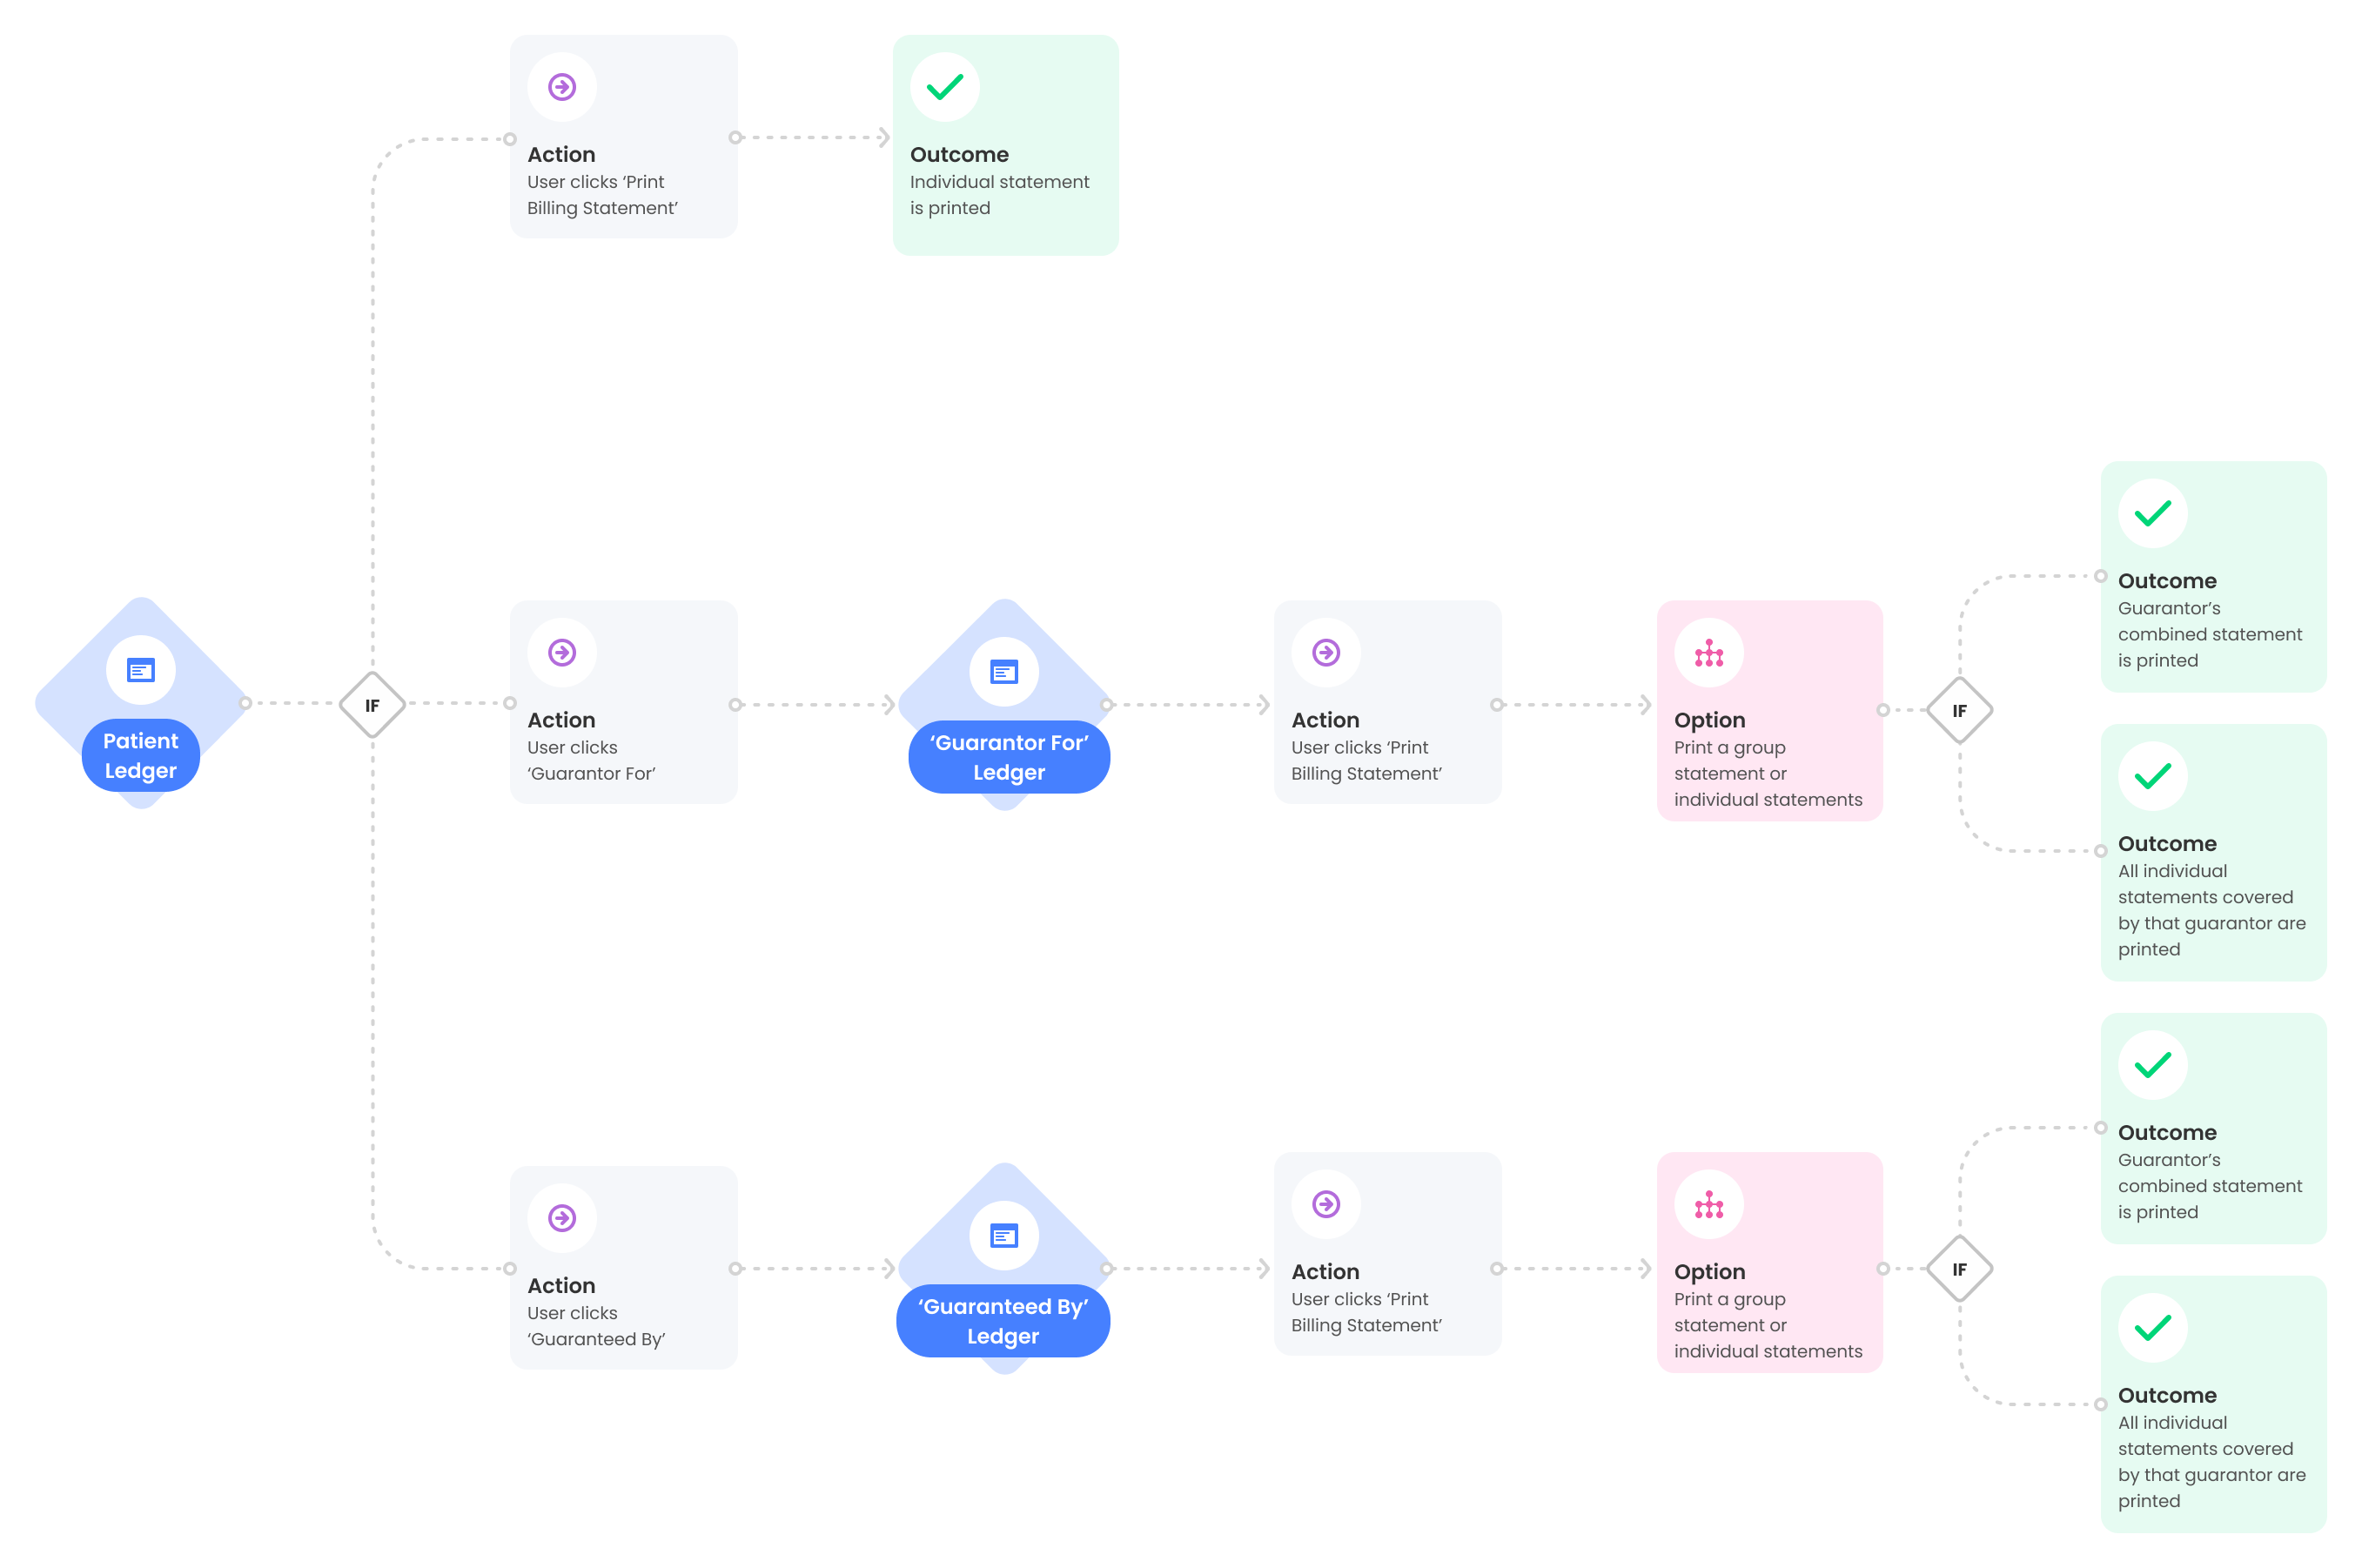 Action
User clicks ‘Print
Billing Statement’
Outcome
Individual statement
is printed
Patient
Ledger
IF
Action
User clicks
‘Guarantor For’
‘Guarantor For’
Ledger
Action
User clicks ‘Print
Billing Statement’
Option
Print a group
statement or
individual statements
IF
Outcome
Guarantor’s
combined statement
is printed
Outcome
All individual
statements covered
by that guarantor are
printed
Action
User clicks
‘Guaranteed By’
‘Guaranteed By’
Ledger
Action
User clicks ‘Print
Billing Statement’
Option
Print a group
statement or
individual statements
IF
Outcome
Guarantor’s
combined statement
is printed
Outcome
All individual
statements covered
by that guarantor are
printed